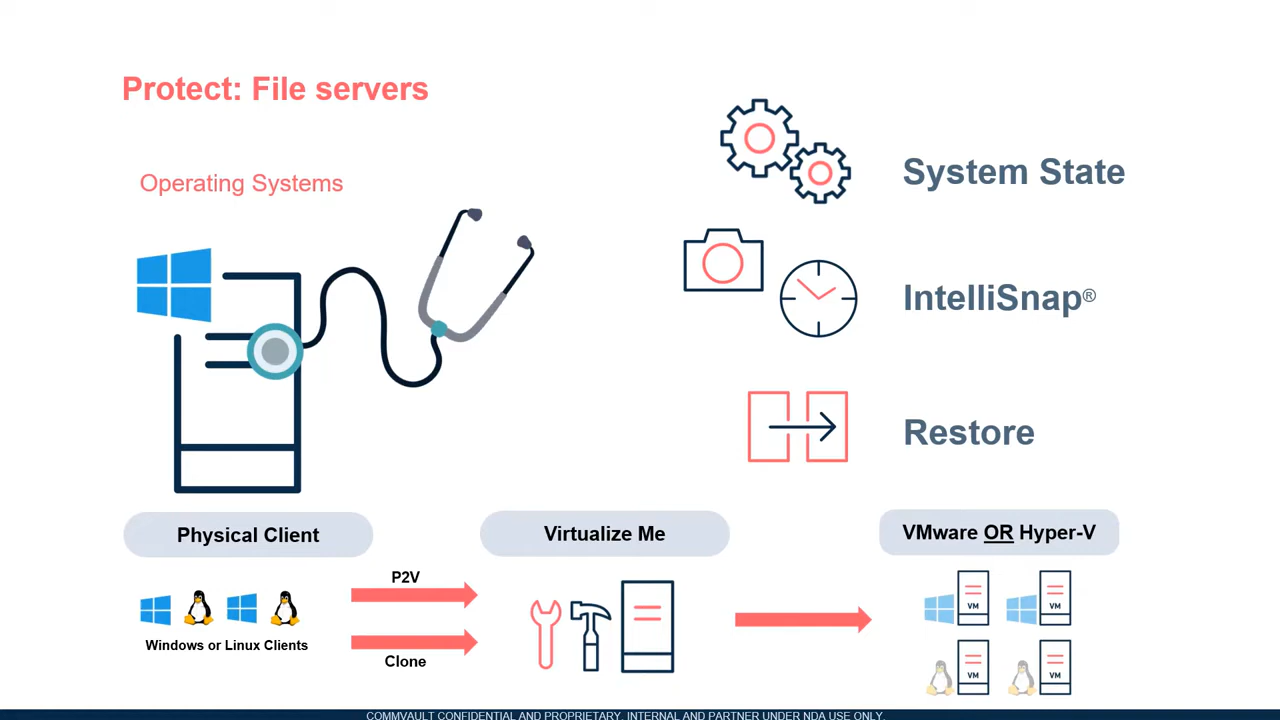 Protect: File servers
Operating Systems
System State
IntelliSnap®
Restore
Physical Client
Virtualize Me
VMware OR Hyper-V
P2V
Clone
Windows or Linux Clients
VM
VM
VM
VM
COMMVAULT CONFIDENTIAL AND PROPRIETARY. INTERNAL AND PARTNER UNDER NDA USE ONLY.